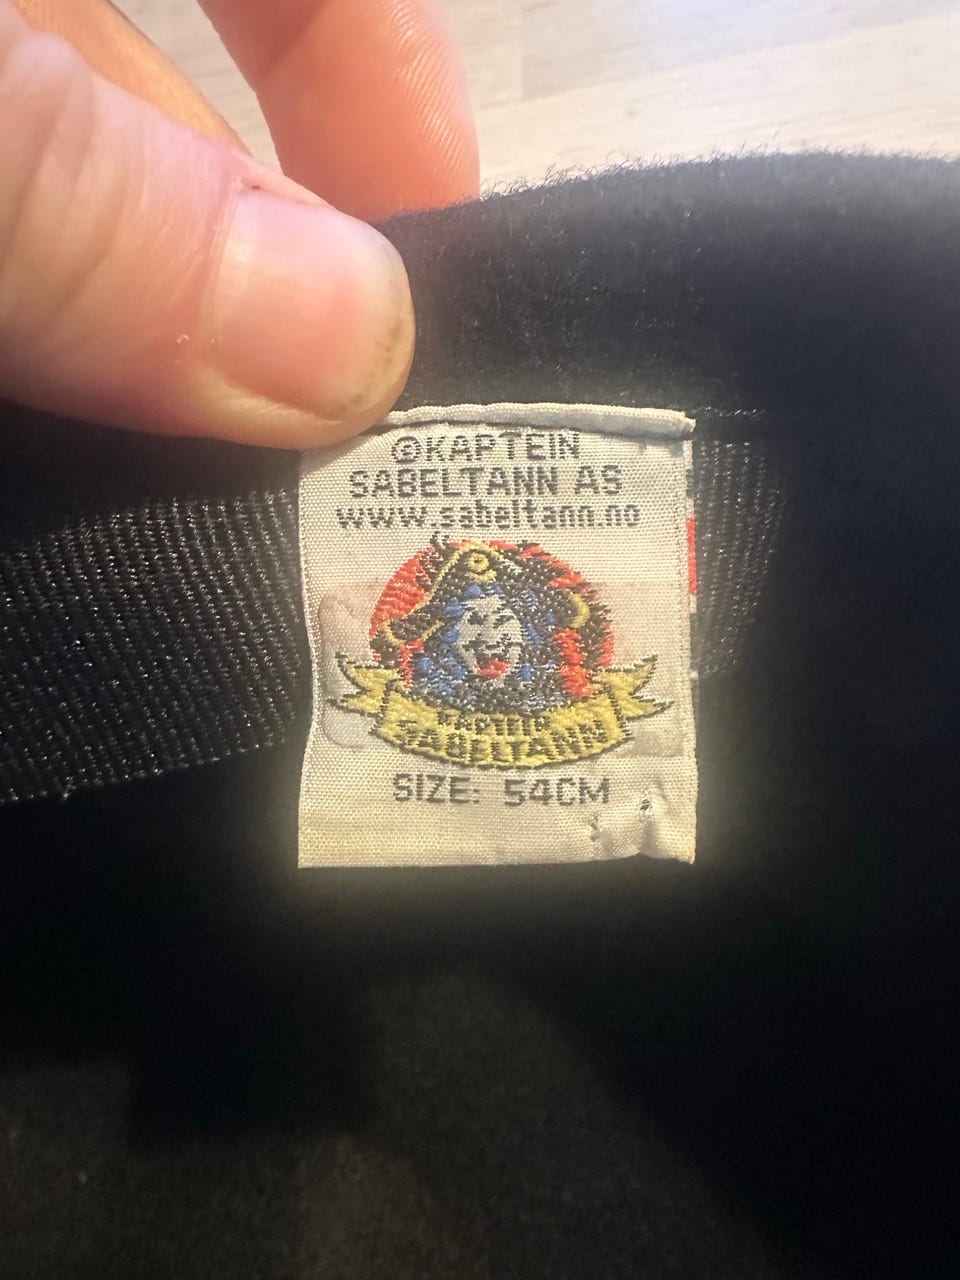 ©KAPTEIN
SABELTANN AS
www.sabeltann.no
KAPTEIN
SABELTANN
SIZE: 54CM